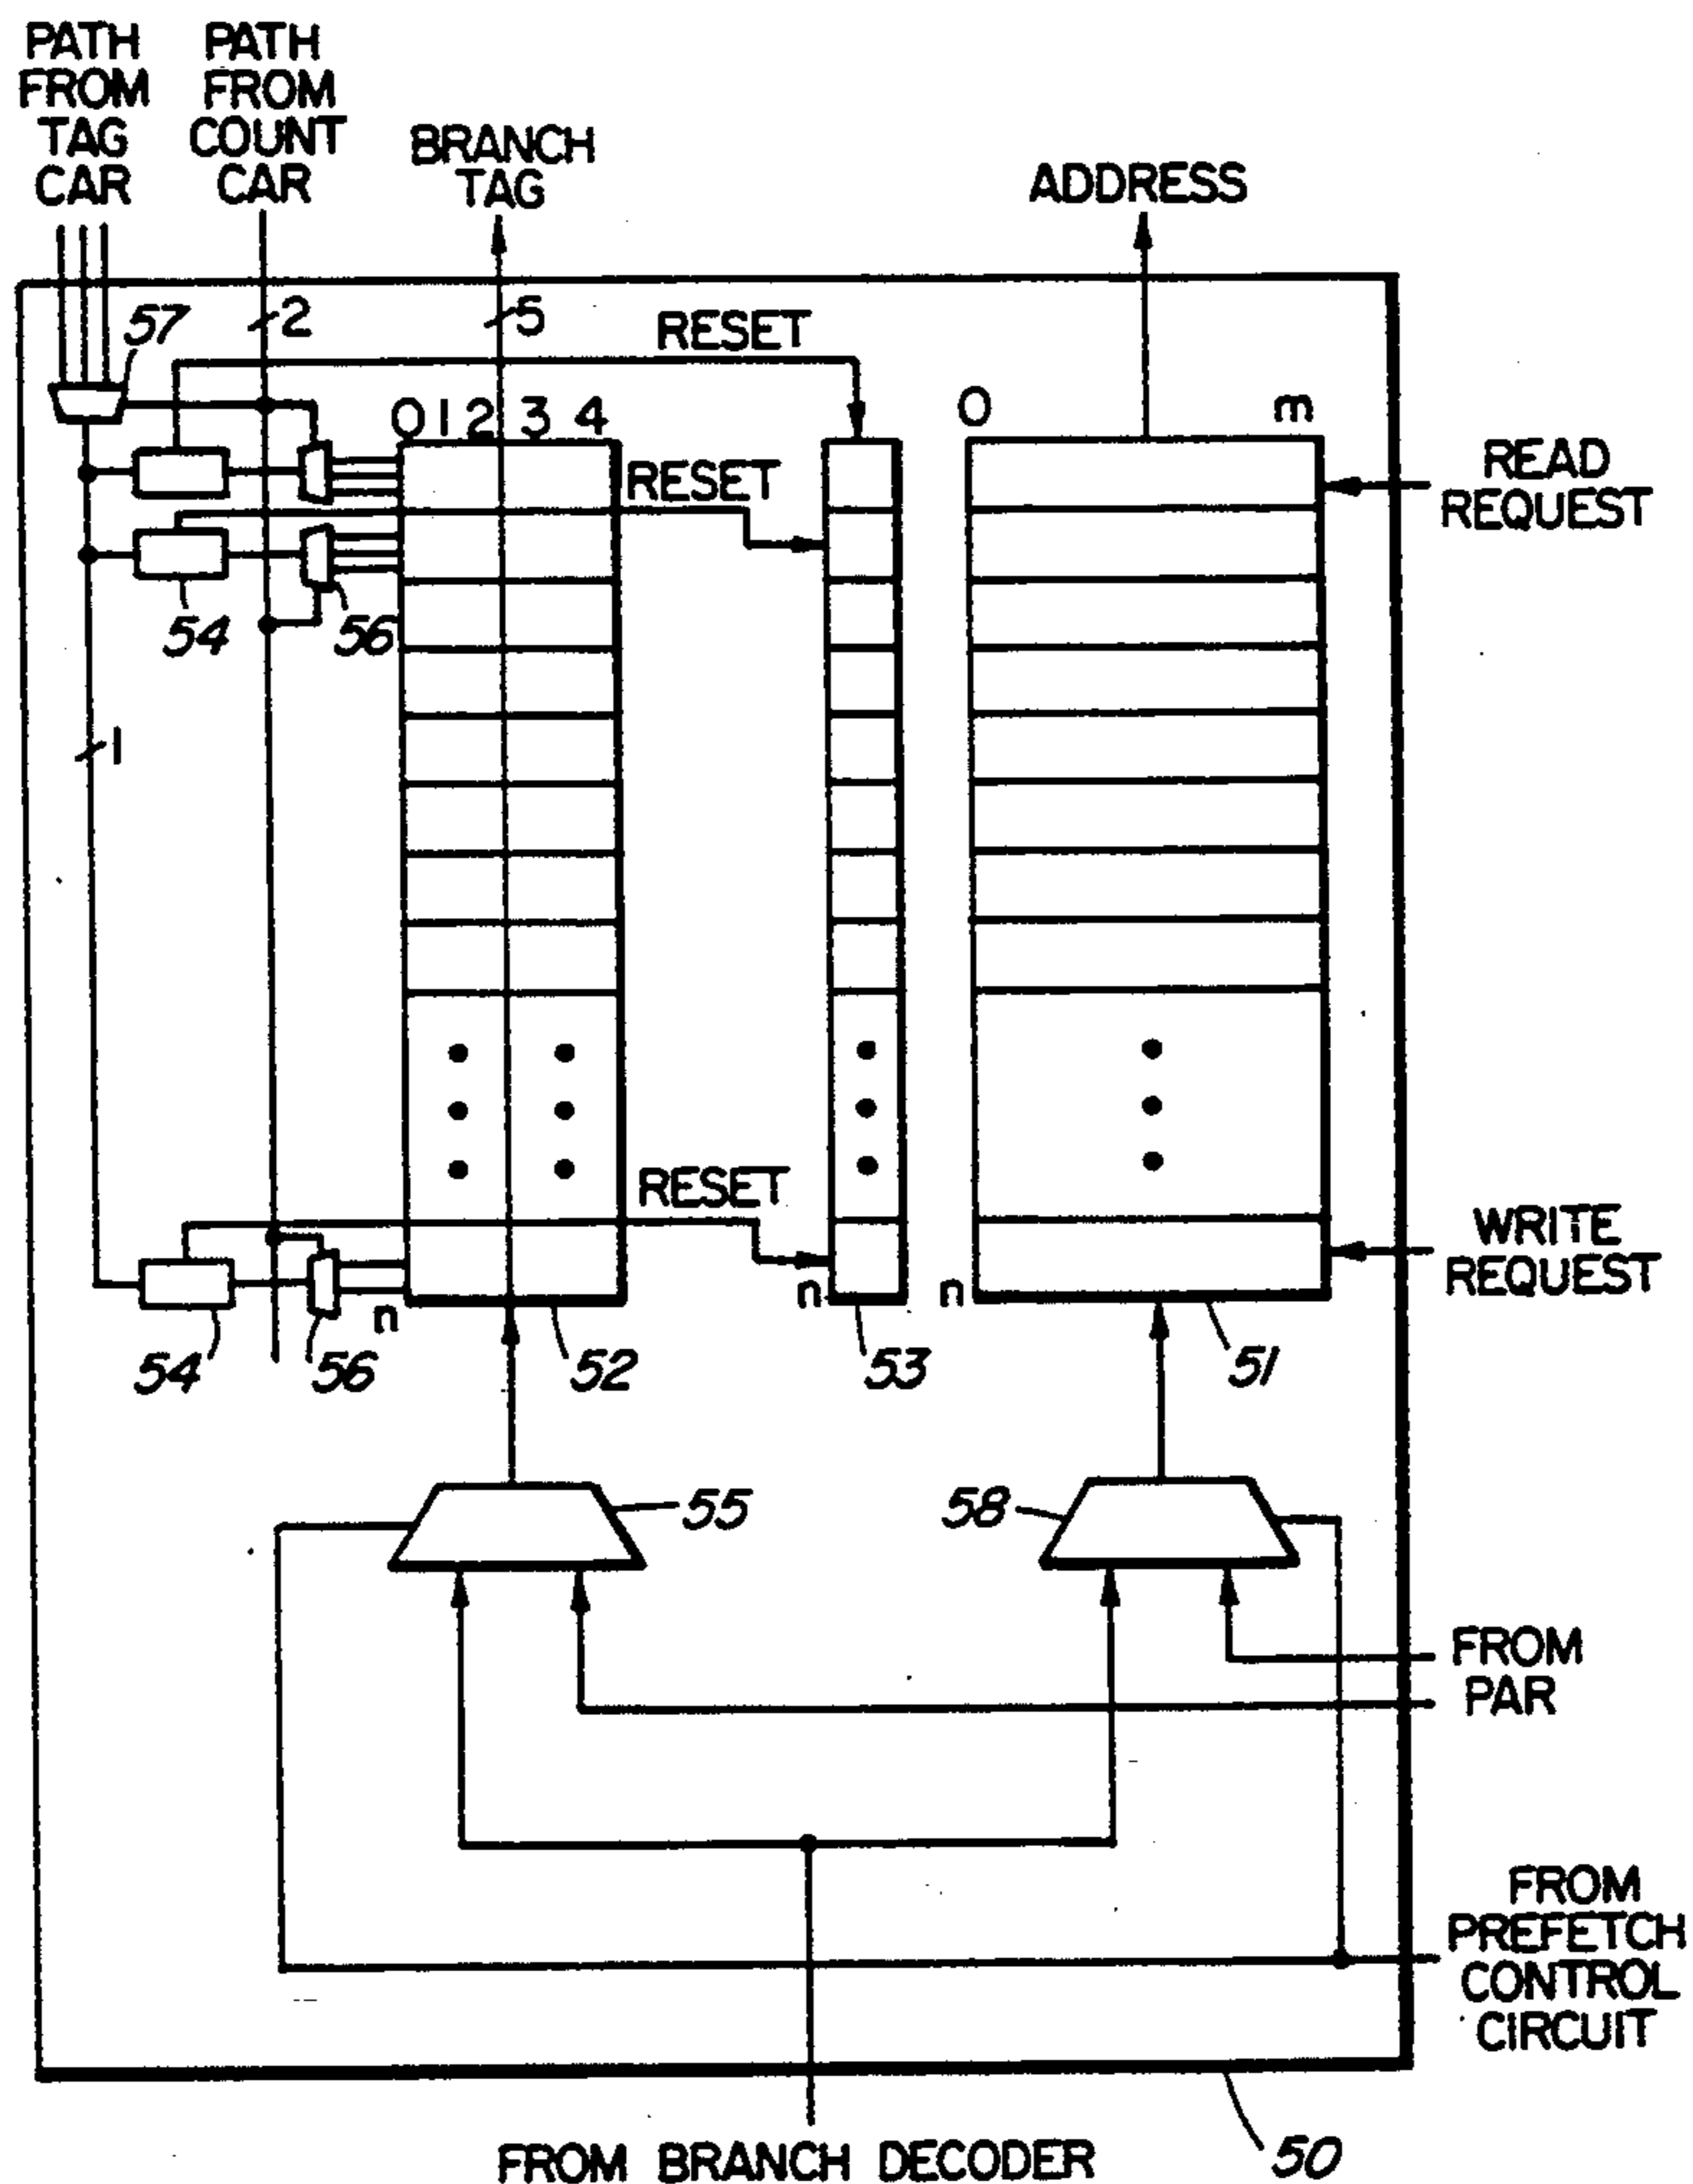 PATH
FROM
TAG
CAR
PATH
FROM
COUNT
CAR
BRANCH
TAG
ADDRESS
57
2
5
RESET
0 1 2 3 4
0
m
READ
REQUEST
RESET
54
56
1
RESET
WRITE
REQUEST
n
n
n
54
56
52
53
51
55
58
FROM
PAR
FROM
PREFETCH
CONTROL
CIRCUIT
FROM BRANCH DECODER
50